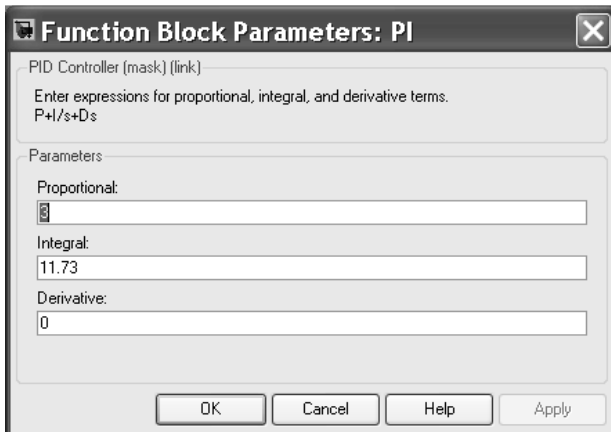 Function Block Parameters: PI
PID Controller (mask) (link)
Enter expressions for proportional, integral, and derivative terms.
P+I/s+Ds
Parameters
Proportional:
3
Integral:
11.73
Derivative:
0
OK Cancel Help Apply